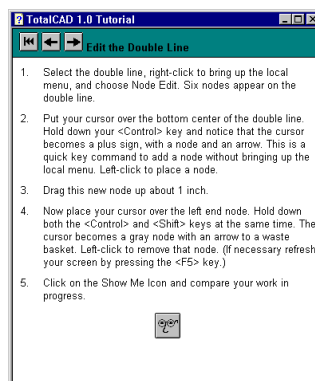 TotalCAD 1.0 Tutorial
Edit the Double Line
1. Select the double line, right-click to bring up the local
menu, and choose Node Edit. Six nodes appear on the
double line.
2. Put your cursor over the bottom center of the double line.
Hold down your <Control> key and notice that the cursor
becomes a plus sign, with a node and an arrow. This is a
quick key command to add a node without bringing up the
local menu. Left-click to place a node.
3. Drag this new node up about 1 inch.
4. Now place your cursor over the left end node. Hold down
both the <Control> and <Shift> keys at the same time. The
cursor becomes a gray node with an arrow to a waste
basket. Left-click to remove that node. (If necessary refresh
your screen by pressing the <F5> key.)
5. Click on the Show Me Icon and compare your work in
progress.